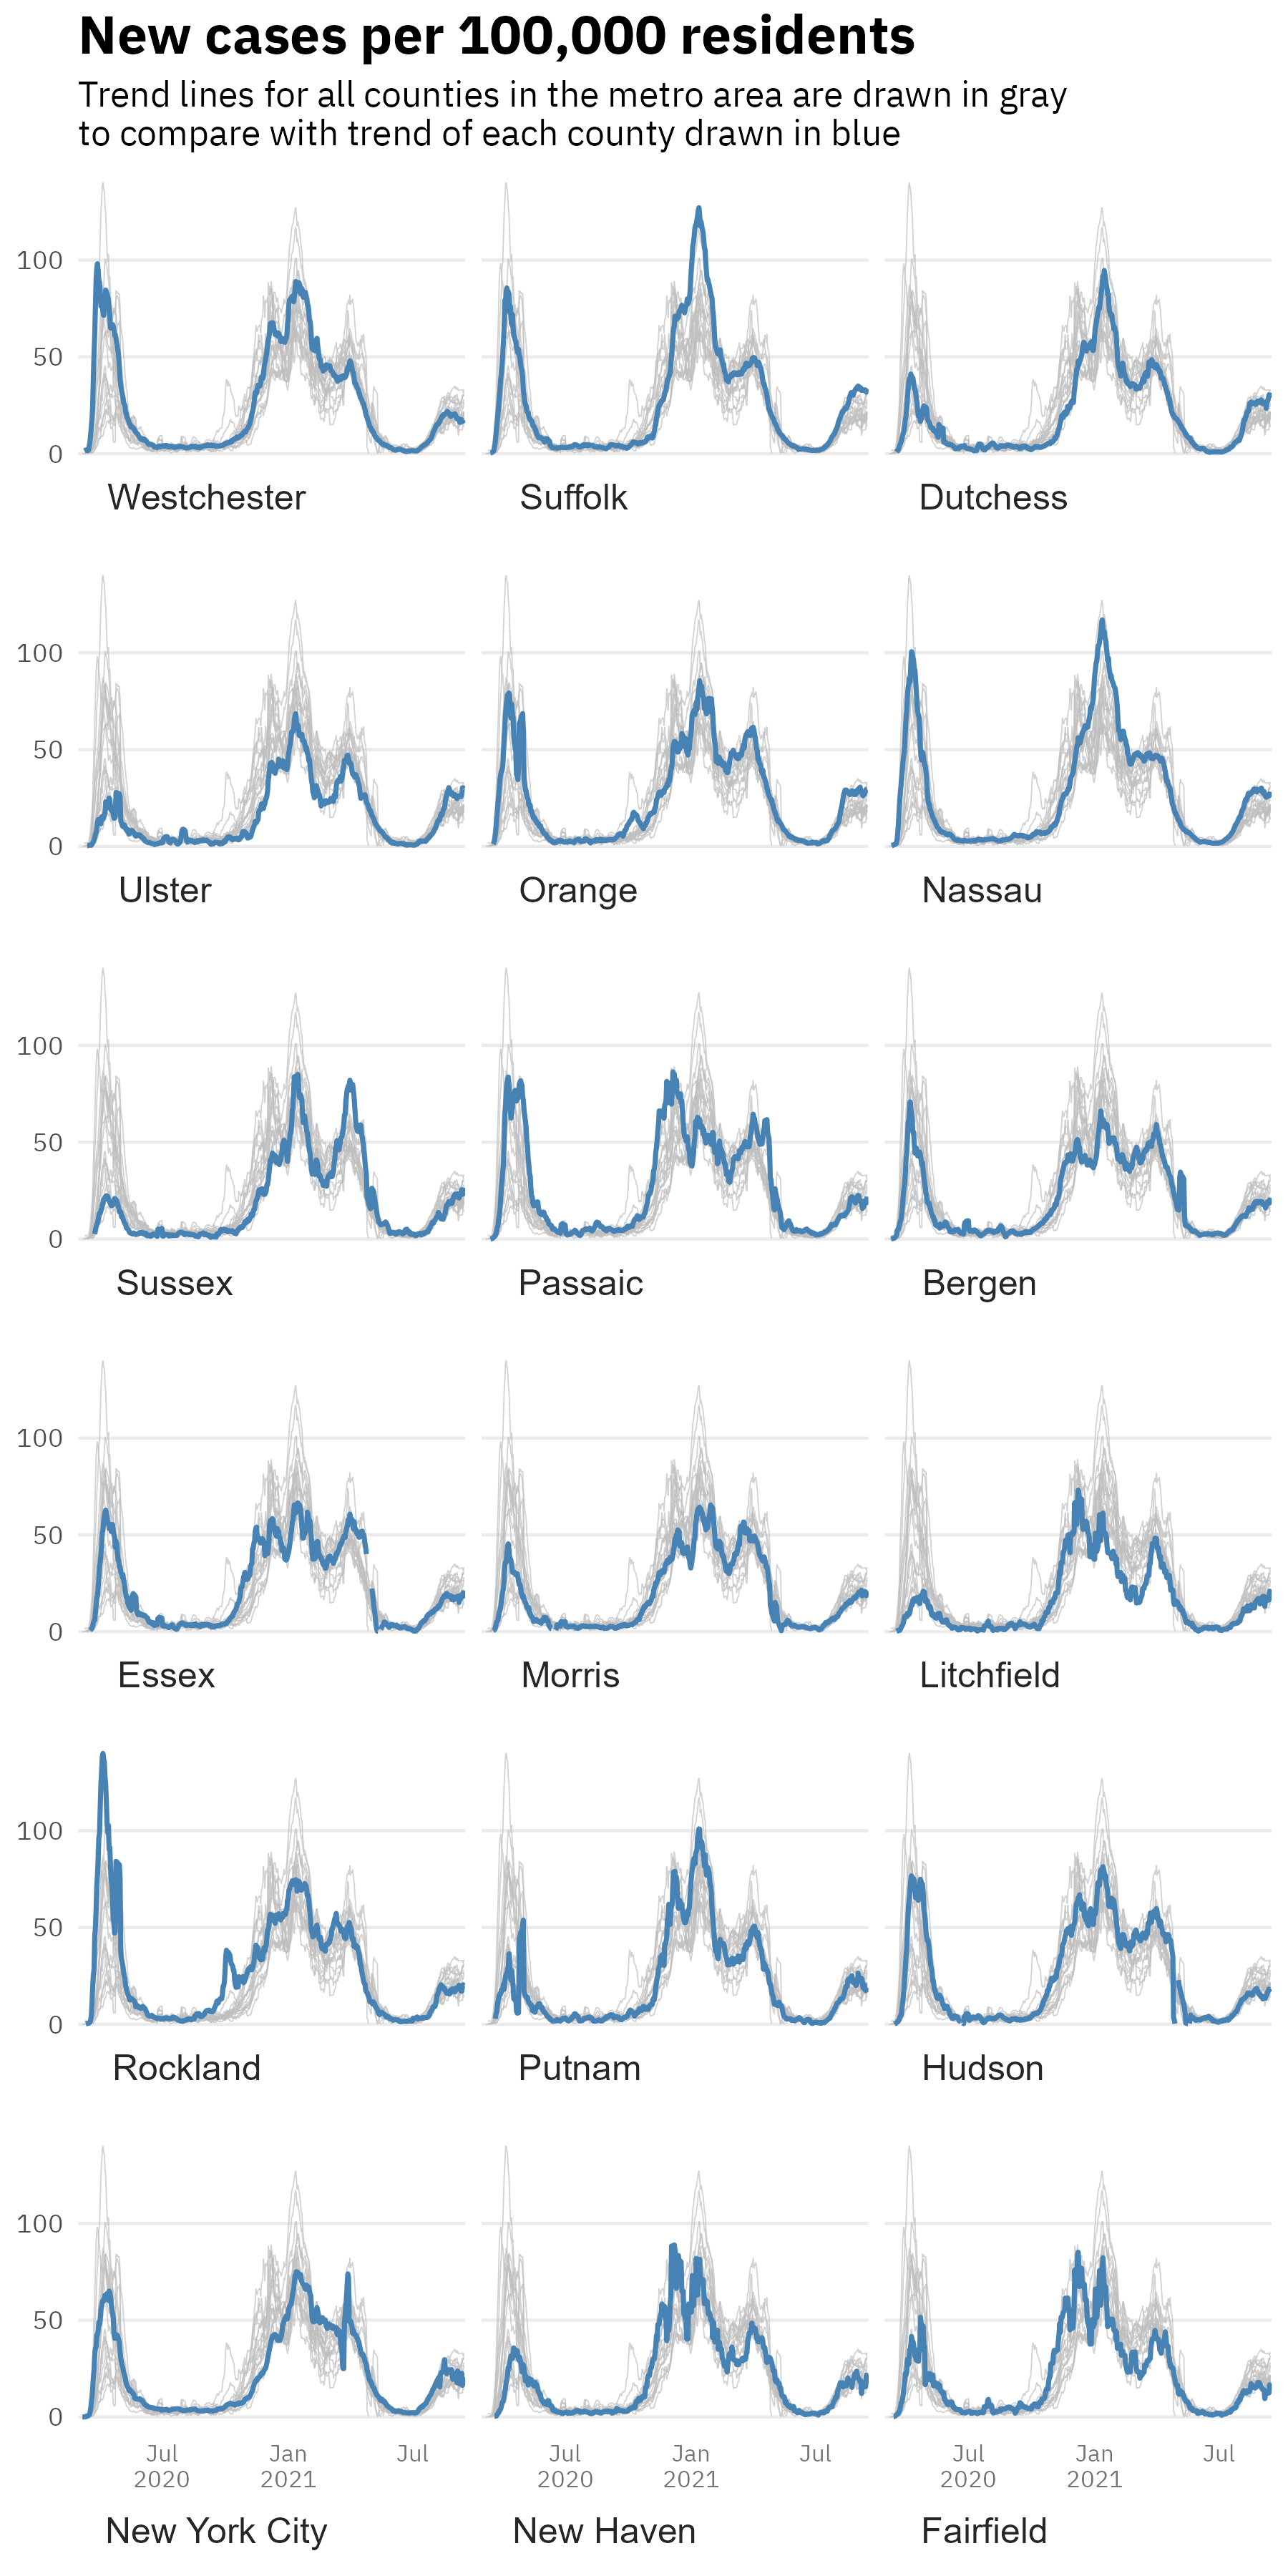 New cases per 100,000 residents
Trend lines for all counties in the metro area are drawn in gray
to compare with trend of each county drawn in blue
100
50
0
Westchester
Suffolk
Dutchess
100
50
0
Ulster
Orange
Nassau
100
50
0
Sussex
Passaic
Bergen
100
50
0
Essex
Morris
Litchfield
100
50
0
Rockland
Putnam
Hudson
100
50
0
Jul
2020
Jan
2021
Jul
Jul
2020
Jan
2021
Jul
Jul
2020
Jan
2021
Jul
New York City
New Haven
Fairfield